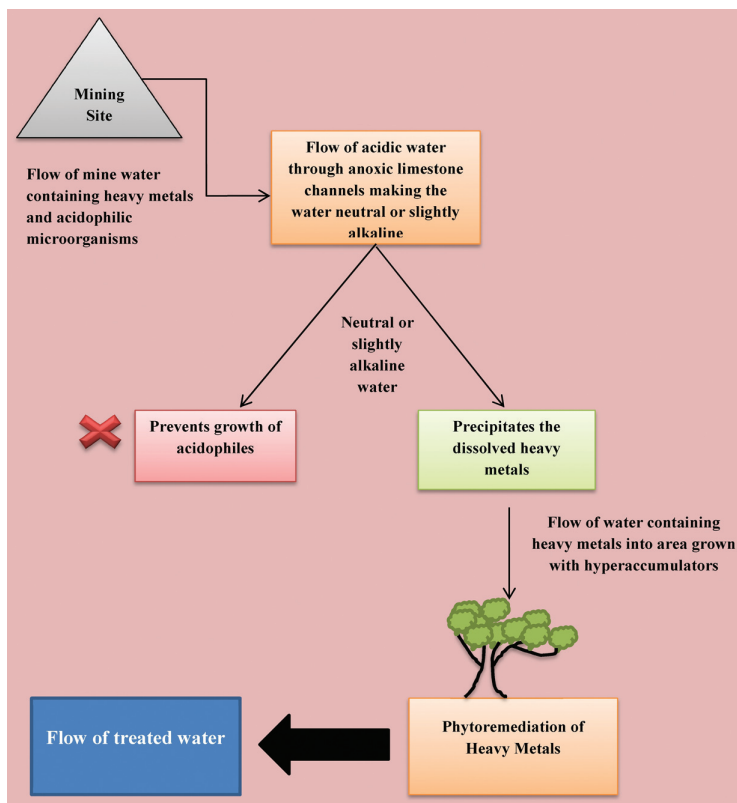 Mining
Site
Flow of mine water
containing heavy metals
and acidophilic
microorganisms
Flow of acidic water
through anoxic limestone
channels making the
water neutral or slightly
alkaline
Neutral or
slightly
alkaline
water
Prevents growth of
acidophiles
Precipitates the
dissolved heavy
metals
Flow of water containing
heavy metals into area grown
with hyperaccumulators
Phytoremediation of
Heavy Metals
Flow of treated water